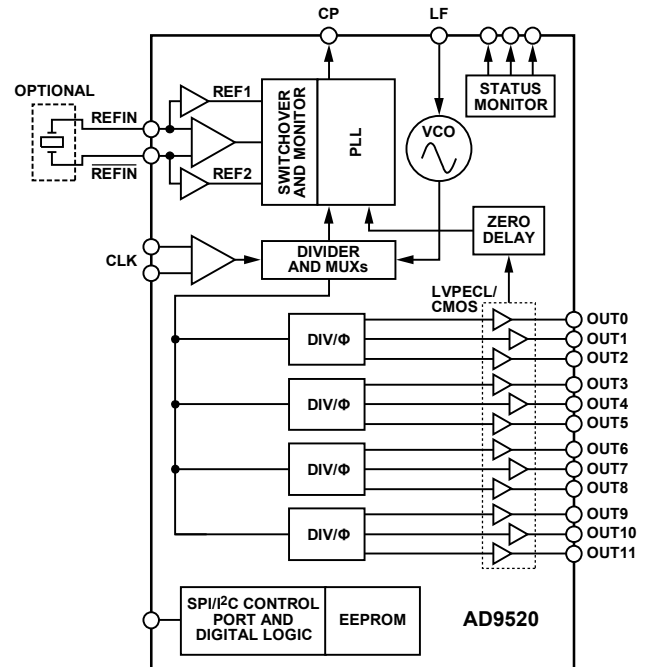 CP
LF
OPTIONAL
REFIN
REFIN
REF1
REF2
SWITCHOVER
AND MONITOR
PLL
VCO
STATUS
MONITOR
ZERO
DELAY
CLK
DIVIDER
AND MUXs
LVPECL/
CMOS
DIV/Φ
OUT0
OUT1
OUT2
DIV/Φ
OUT3
OUT4
OUT5
DIV/Φ
OUT6
OUT7
OUT8
DIV/Φ
OUT9
OUT10
OUT11
SPI/I²C CONTROL
PORT AND
DIGITAL LOGIC
EEPROM
AD9520